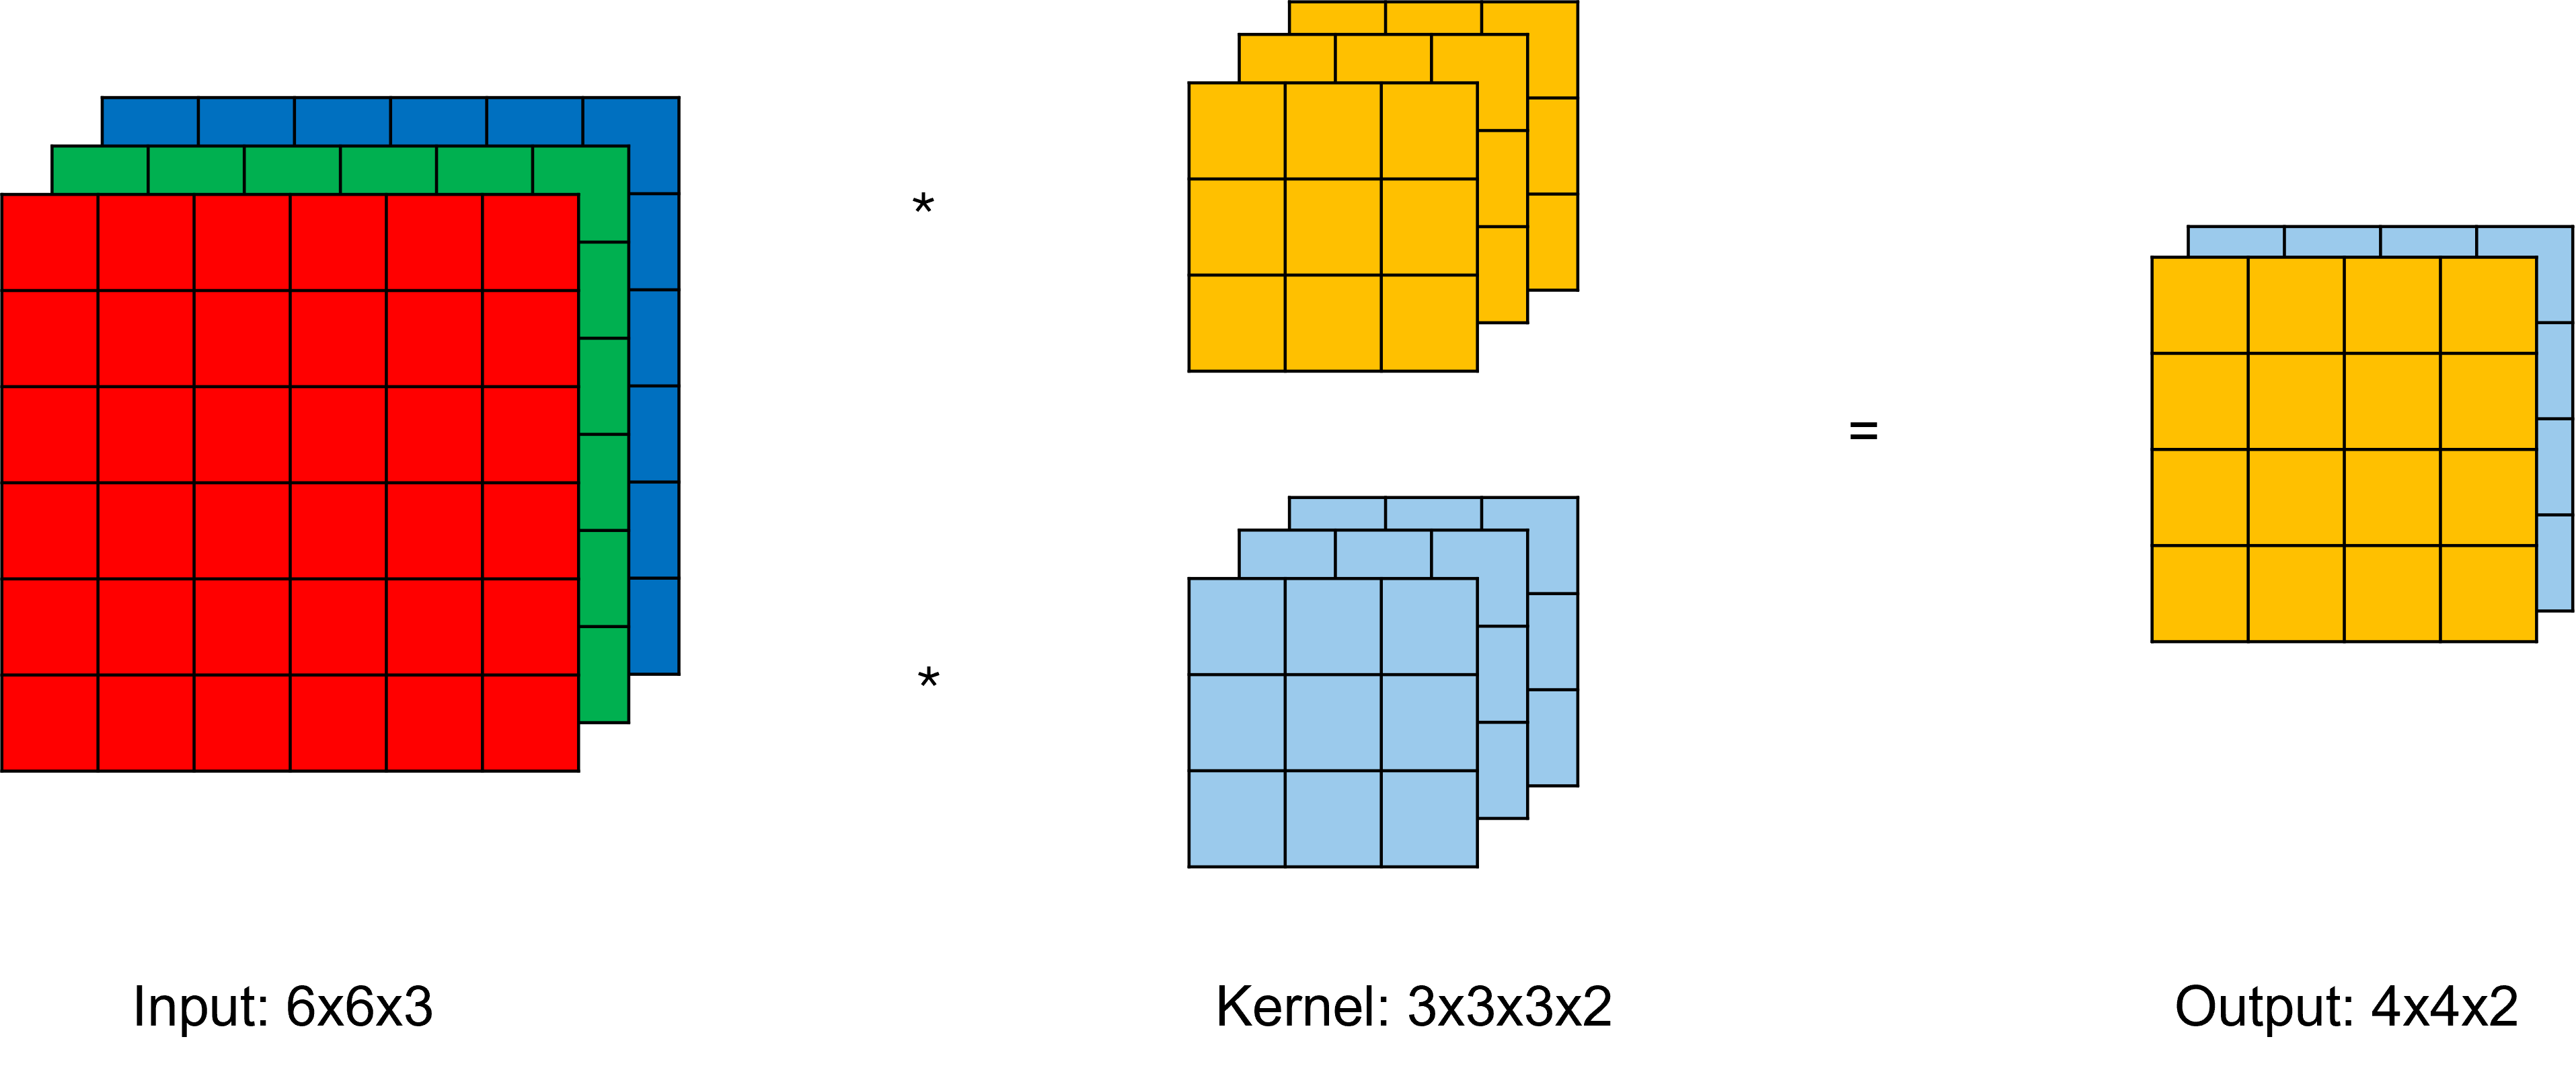 *
=
*
Input: 6x6x3
Kernel: 3x3x3x2
Output: 4x4x2